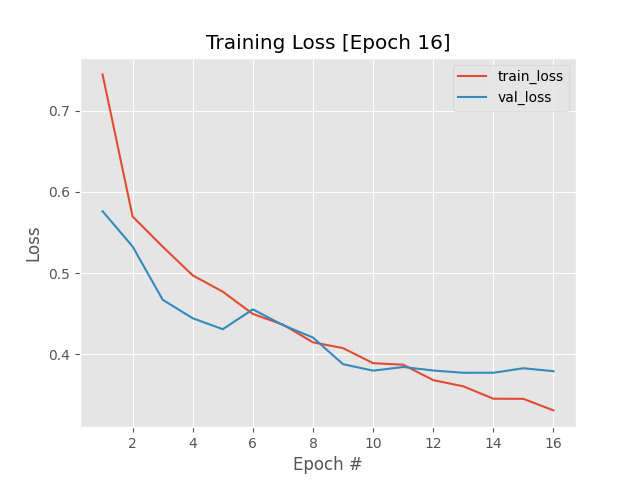 Training Loss [Epoch 16]
train_loss
val_loss
0.7
0.6
0.5
0.4
Loss
2 4 6 8 10 12 14 16
Epoch #